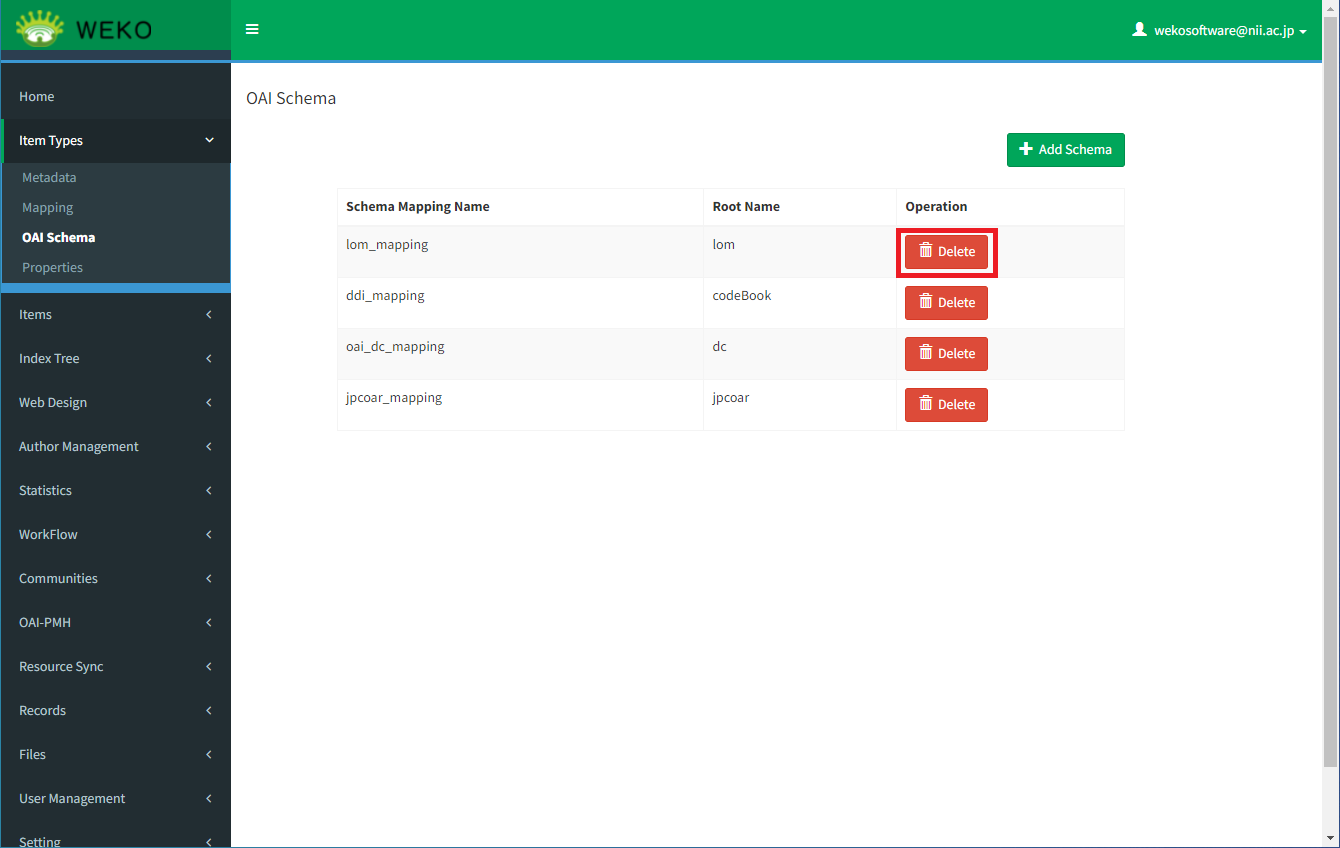 WEKO
wekosoftware@nii.ac.jp
Home
Item Types
Metadata
Mapping
OAI Schema
Properties
Items
Index Tree
Web Design
Author Management
Statistics
WorkFlow
Communities
OAI-PMH
Resource Sync
Records
Files
User Management
Setting
OAI Schema
Add Schema
Schema Mapping Name Root Name Operation
lom_mapping lom Delete
ddi_mapping codeBook Delete
oai_dc_mapping dc Delete
jpcoar_mapping jpcoar Delete